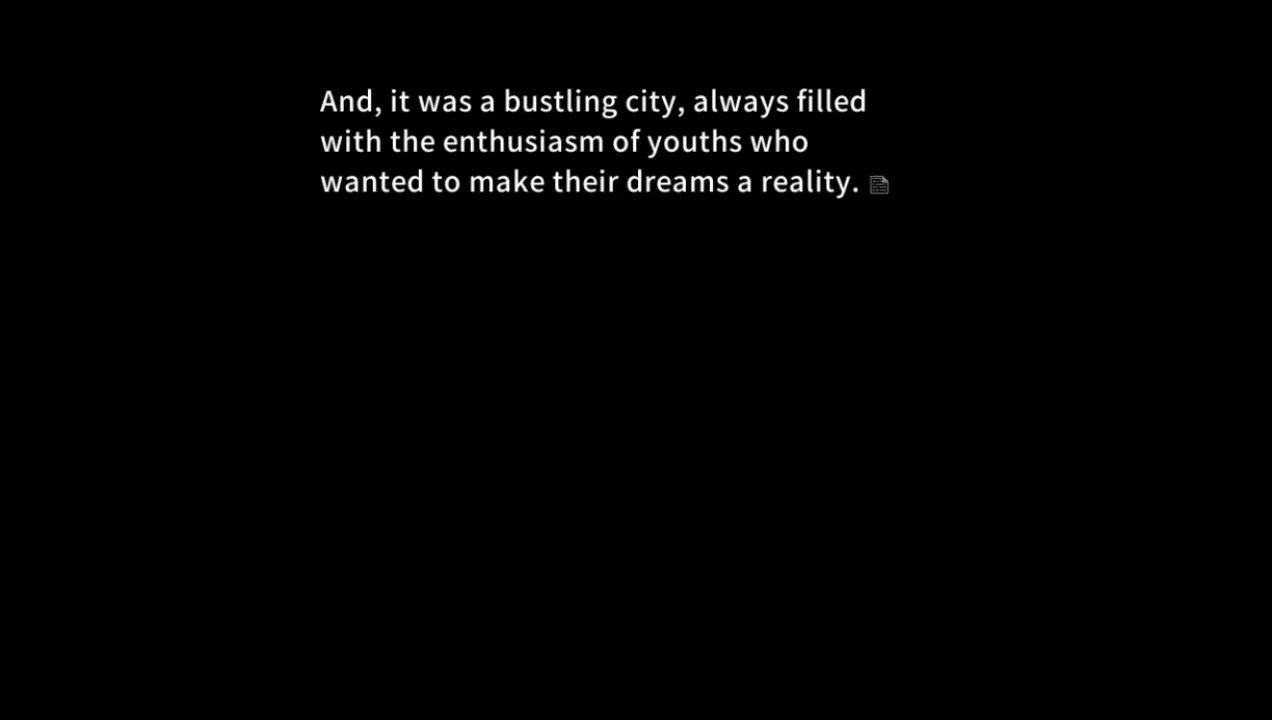 And, it was a bustling city, always filled
with the enthusiasm of youths who
wanted to make their dreams a reality.